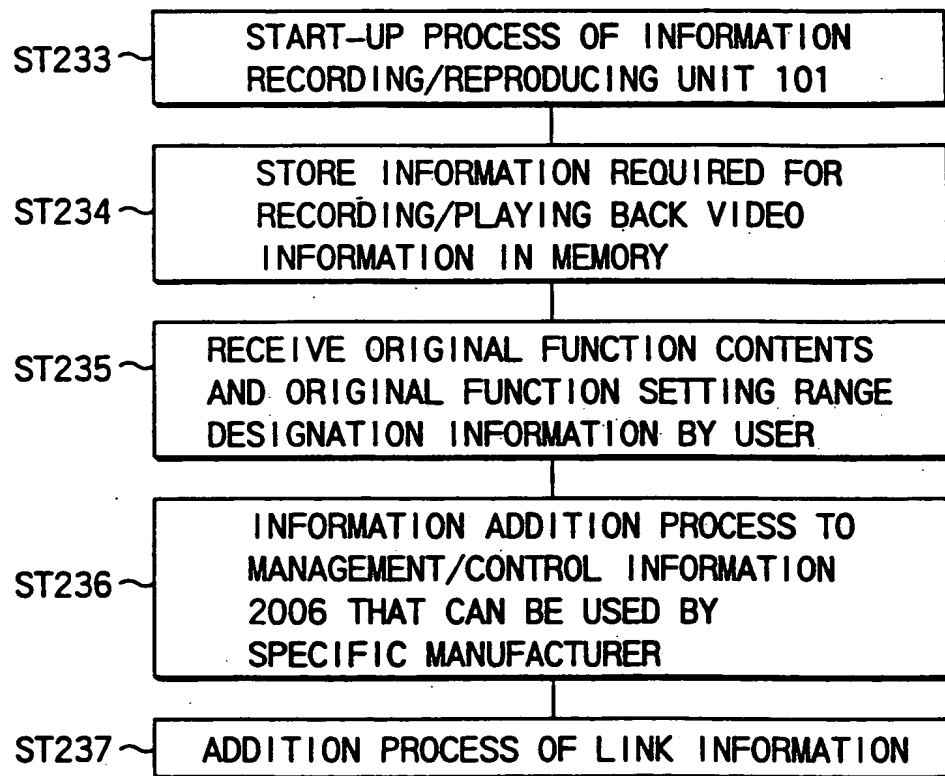 ST233
START-UP PROCESS OF INFORMATION
RECORDING/REPRODUCING UNIT 101
ST234
STORE INFORMATION REQUIRED FOR
RECORDING/PLAYING BACK VIDEO
INFORMATION IN MEMORY
ST235
RECEIVE ORIGINAL FUNCTION CONTENTS
AND ORIGINAL FUNCTION SETTING RANGE
DESIGNATION INFORMATION BY USER
ST236
INFORMATION ADDITION PROCESS TO
MANAGEMENT/CONTROL INFORMATION
2006 THAT CAN BE USED BY
SPECIFIC MANUFACTURER
ST237
ADDITION PROCESS OF LINK INFORMATION